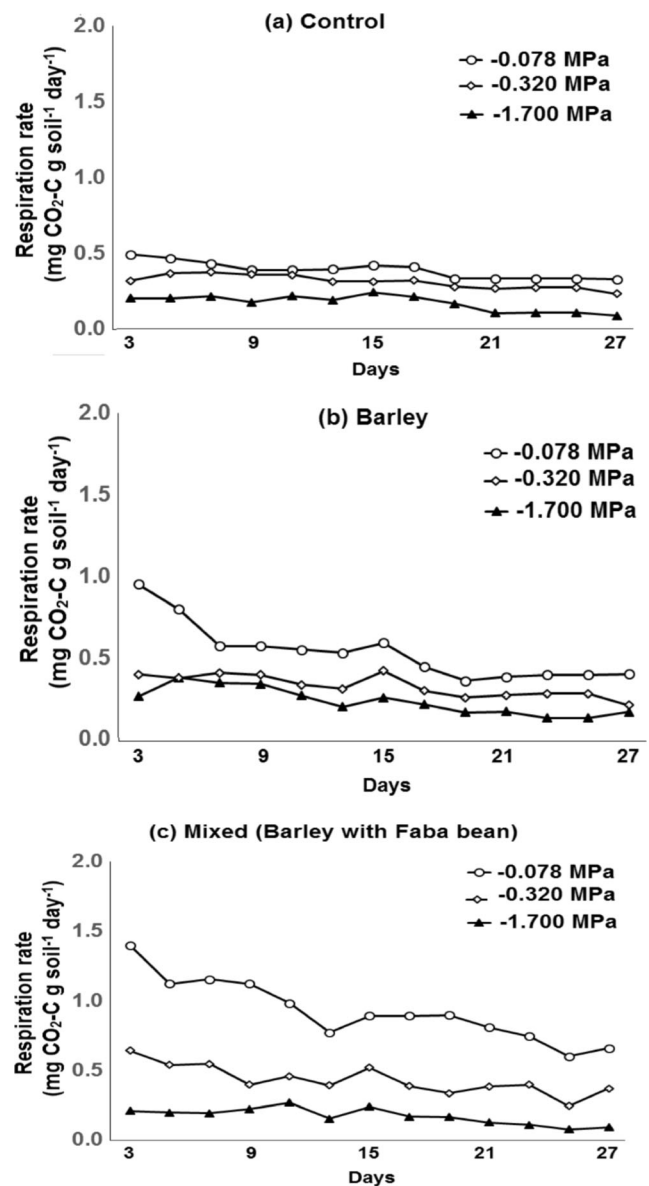 (a) Control
2.0
1.5
1.0
0.5
0.0
Respiration rate
(mg CO₂-C g soil⁻¹ day⁻¹)
-0.078 MPa
-0.320 MPa
-1.700 MPa
3 9 15 21 27
Days
(b) Barley
2.0
1.5
1.0
0.5
0.0
Respiration rate
(mg CO₂-C g soil⁻¹ day⁻¹)
-0.078 MPa
-0.320 MPa
-1.700 MPa
3 9 15 21 27
Days
(c) Mixed (Barley with Faba bean)
2.0
1.5
1.0
0.5
0.0
Respiration rate
(mg CO₂-C g soil⁻¹ day⁻¹)
-0.078 MPa
-0.320 MPa
-1.700 MPa
3 9 15 21 27
Days